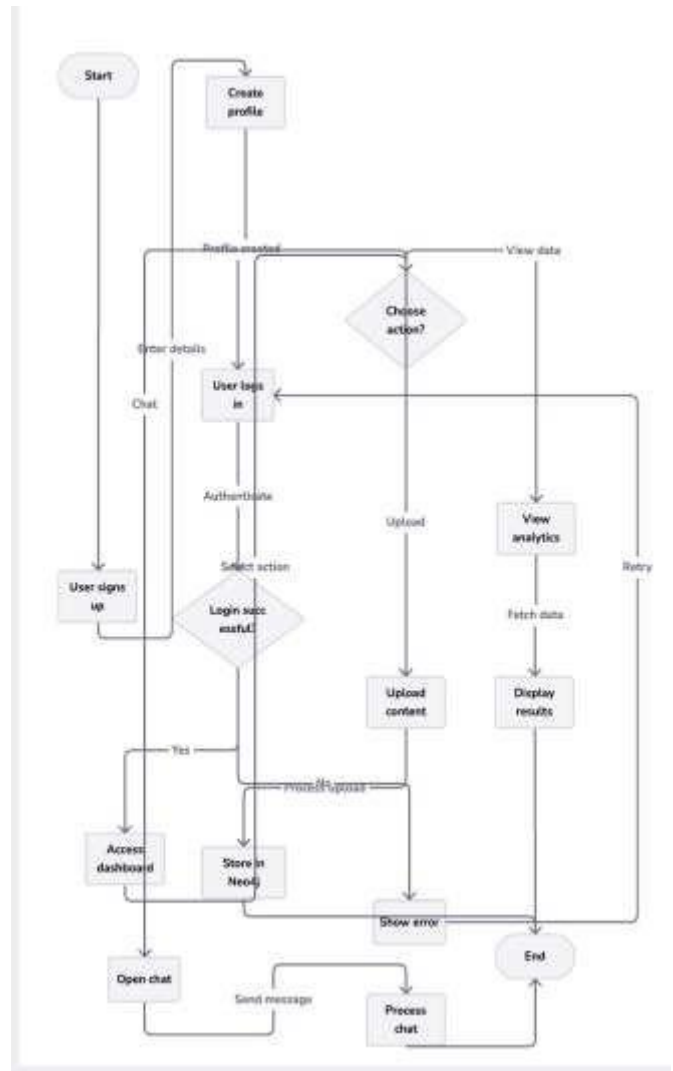 Start
Create
profile
Profile created
View data
Choose
action?
Enter details
User logs
in
Chat
Authenticate
Upload
View
analytics
Select action
Retry
User signs
up
Login succ
essful?
Fetch data
Upload
content
Display
results
Yes
No
Process upload
Access
dashboard
Store in
Neo4j
Show error
End
Open chat
Send message
Process
chat